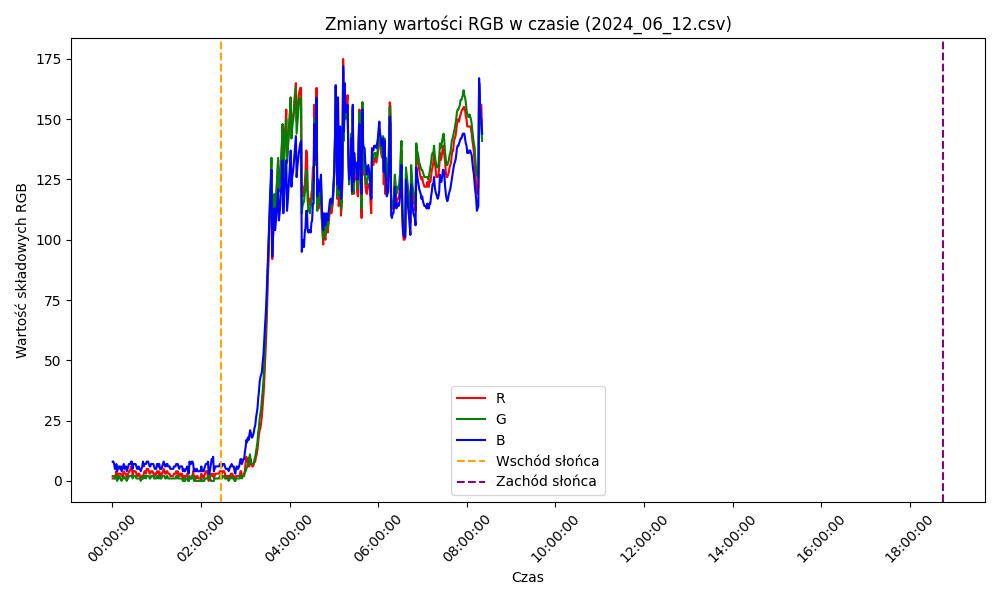 Zmiany wartości RGB w czasie (2024_06_12.csv)
Wartość składowych RGB
175
150
125
100
75
50
25
0
R
G
B
Wschód słońca
Zachód słońca
00:00:00
02:00:00
04:00:00
06:00:00
08:00:00
10:00:00
12:00:00
14:00:00
16:00:00
18:00:00
Czas